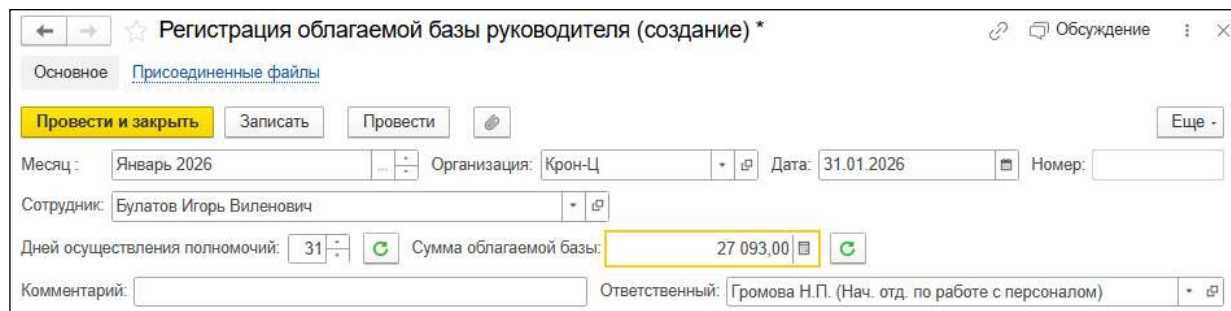 Регистрация облагаемой базы руководителя (создание) * Обсуждение
Основное Присоединенные файлы
Провести и закрыть Записать Провести Еще -
Месяц : Январь 2026 ... Организация: Крон-Ц Дата: 31.01.2026 Номер:
Сотрудник: Булатов Игорь Виленович
Дней осуществления полномочий: 31 Сумма облагаемой базы: 27 093,00
Комментарий: Ответственный: Громова Н.П. (Нач. отд. по работе с персоналом)